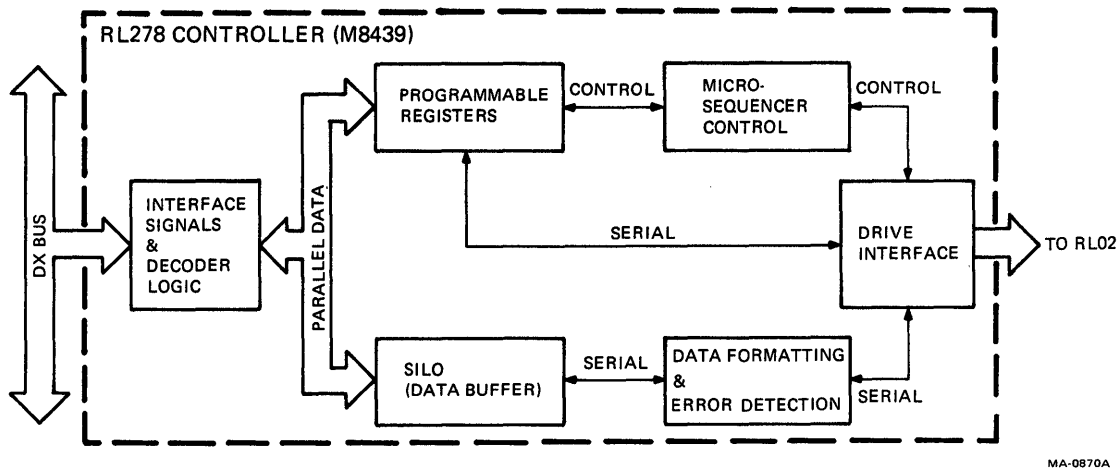 RL278 CONTROLLER (M8439)
PROGRAMMABLE
REGISTERS
CONTROL
MICRO-
SEQUENCER
CONTROL
CONTROL
DX BUS
INTERFACE
SIGNALS
&
DECODER
LOGIC
PARALLEL DATA
SERIAL
DRIVE
INTERFACE
TO RL02
SILO
(DATA BUFFER)
SERIAL
DATA FORMATTING
&
ERROR DETECTION
SERIAL
MA-0870A